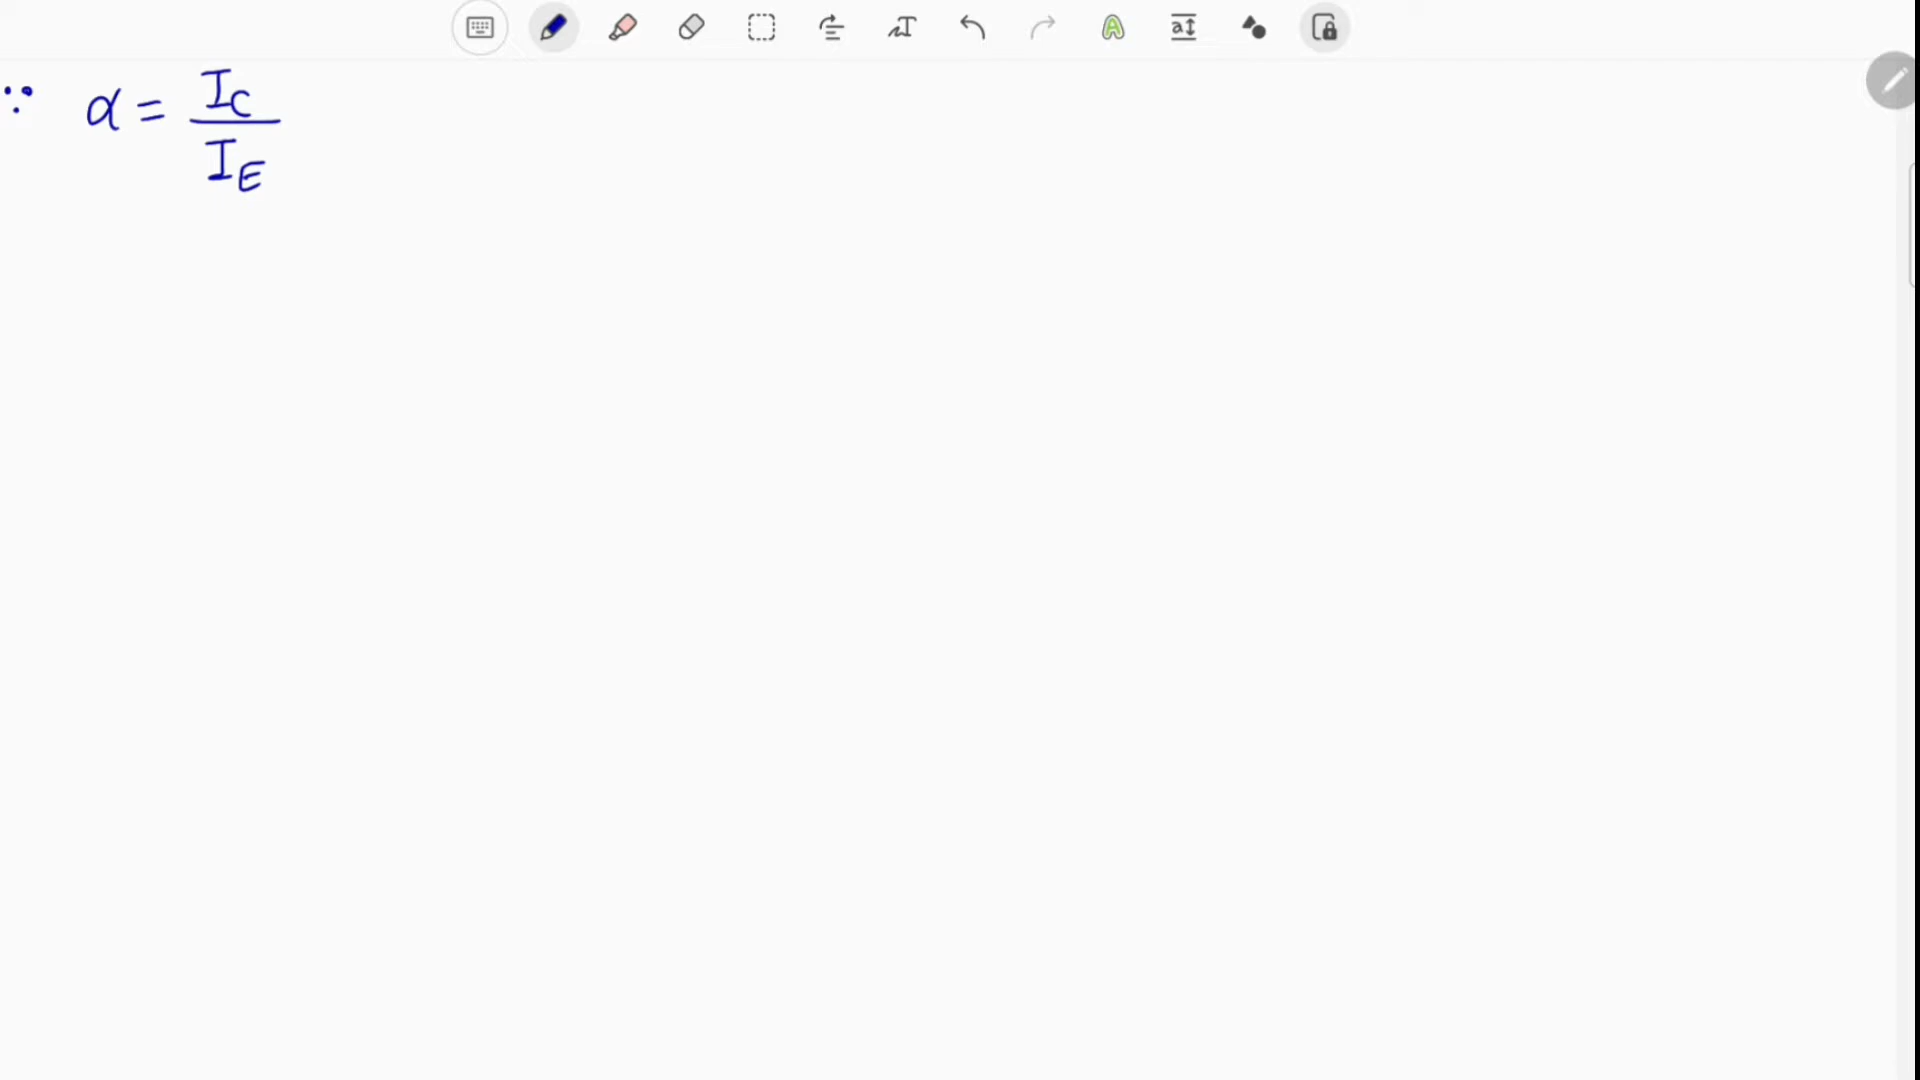 ∵ α = I_C / I_E